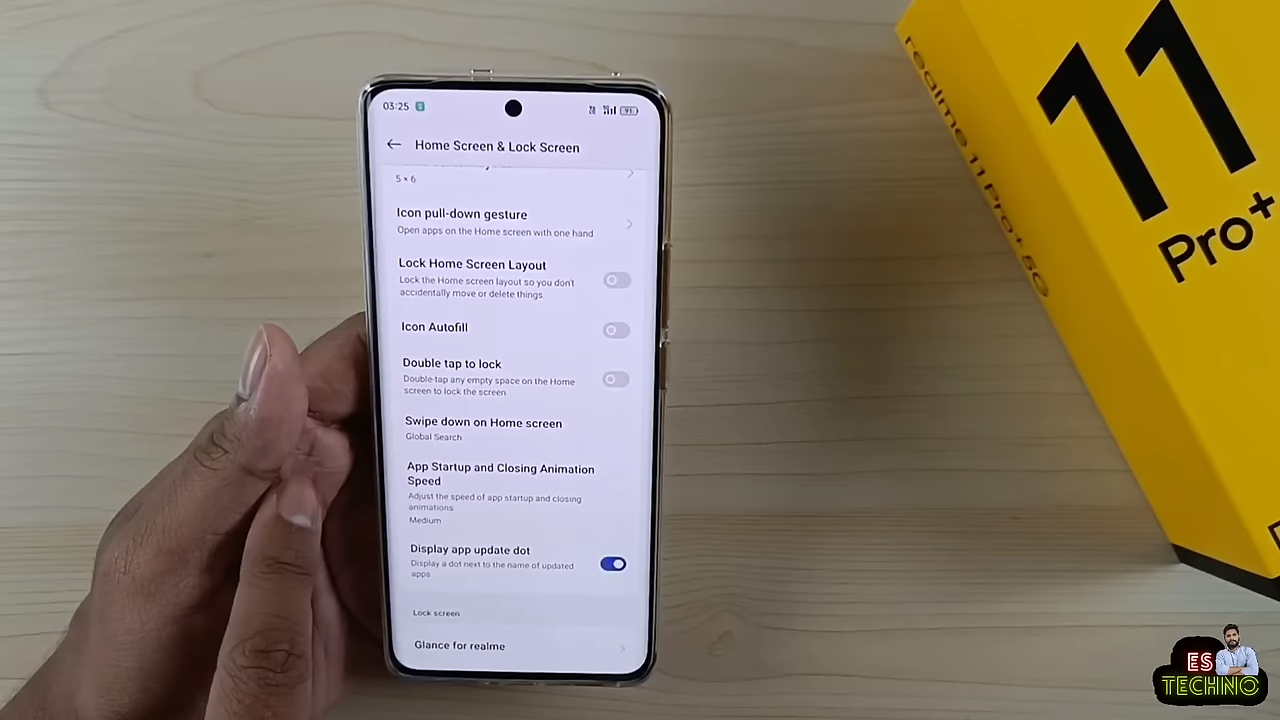 03:25
91
Home Screen & Lock Screen
5 × 6
Icon pull-down gesture
Open apps on the Home screen with one hand
Lock Home Screen Layout
Lock the Home screen layout so you don't
accidentally move or delete things
Icon Autofill
Double tap to lock
Double-tap any empty space on the Home
screen to lock the screen
Swipe down on Home screen
Global Search
App Startup and Closing Animation
Speed
Adjust the speed of app startup and closing
animations
Medium
Display app update dot
Display a dot next to the name of updated
apps
Lock screen
Glance for realme
realme 11 Pro+ 5G
11
Pro+
ES
TECHNO